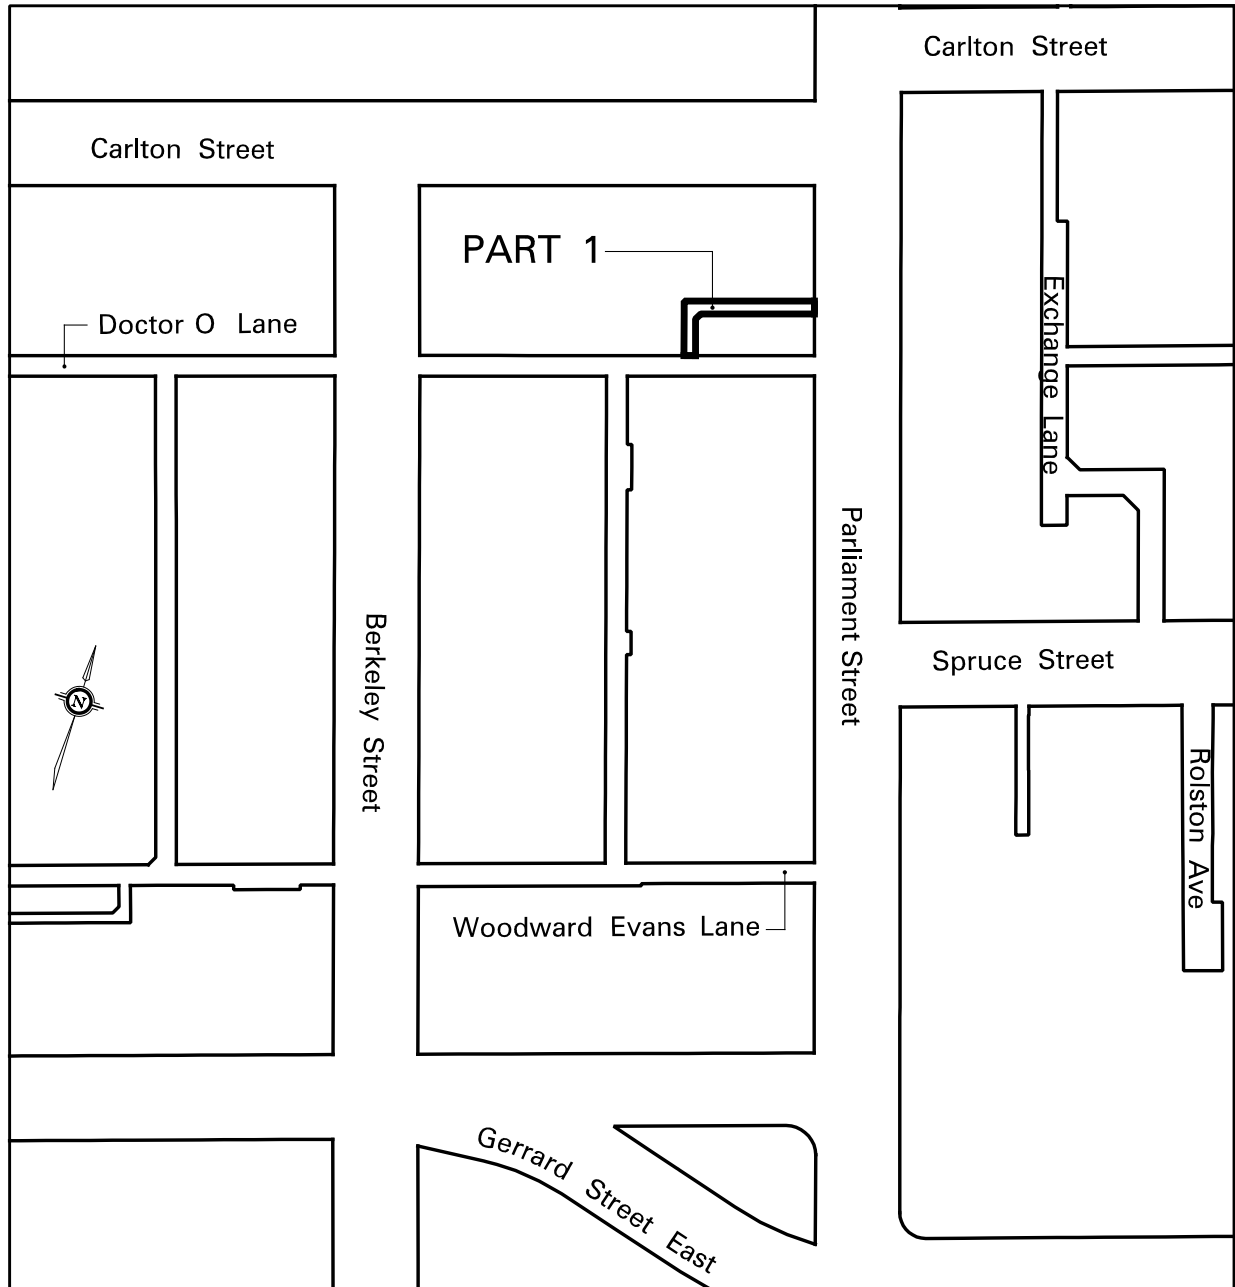 Carlton Street
Carlton Street
PART 1
Doctor O Lane
Exchange Lane
Parliament Street
Berkeley Street
Spruce Street
N
Rolston Ave
Woodward Evans Lane
Gerrard Street East